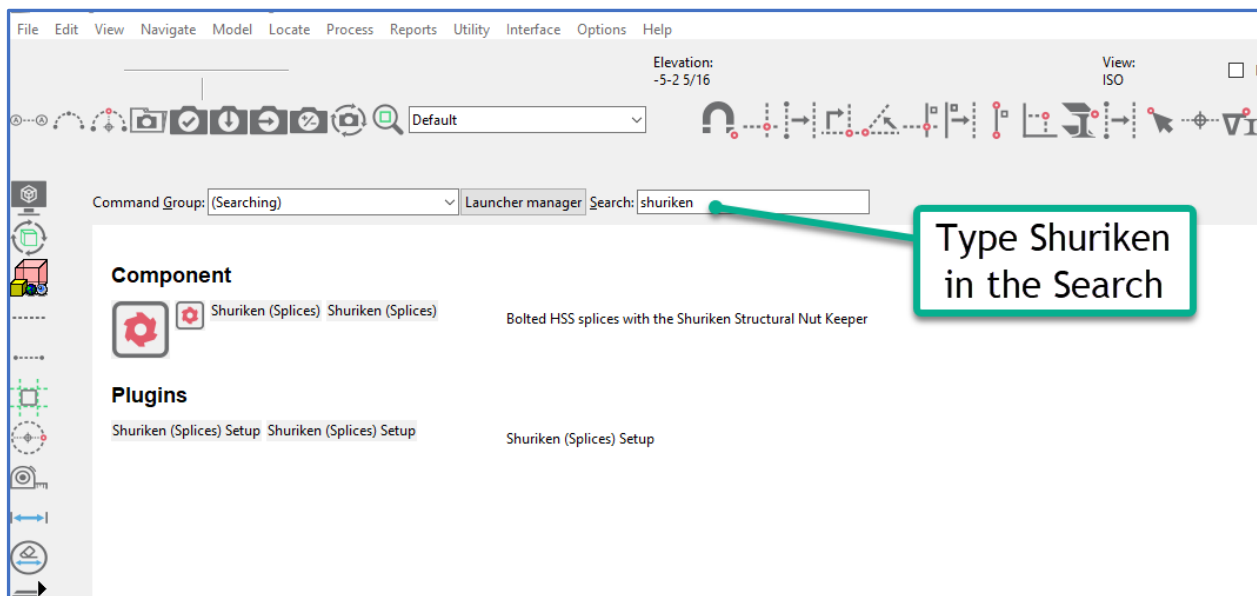 File Edit View Navigate Model Locate Process Reports Utility Interface Options Help
Elevation:
-5-2 5/16
View:
ISO
Default
Command Group: (Searching) Launcher manager Search: shuriken
Type Shuriken
in the Search
Component
Shuriken (Splices) Shuriken (Splices)
Bolted HSS splices with the Shuriken Structural Nut Keeper
Plugins
Shuriken (Splices) Setup Shuriken (Splices) Setup
Shuriken (Splices) Setup